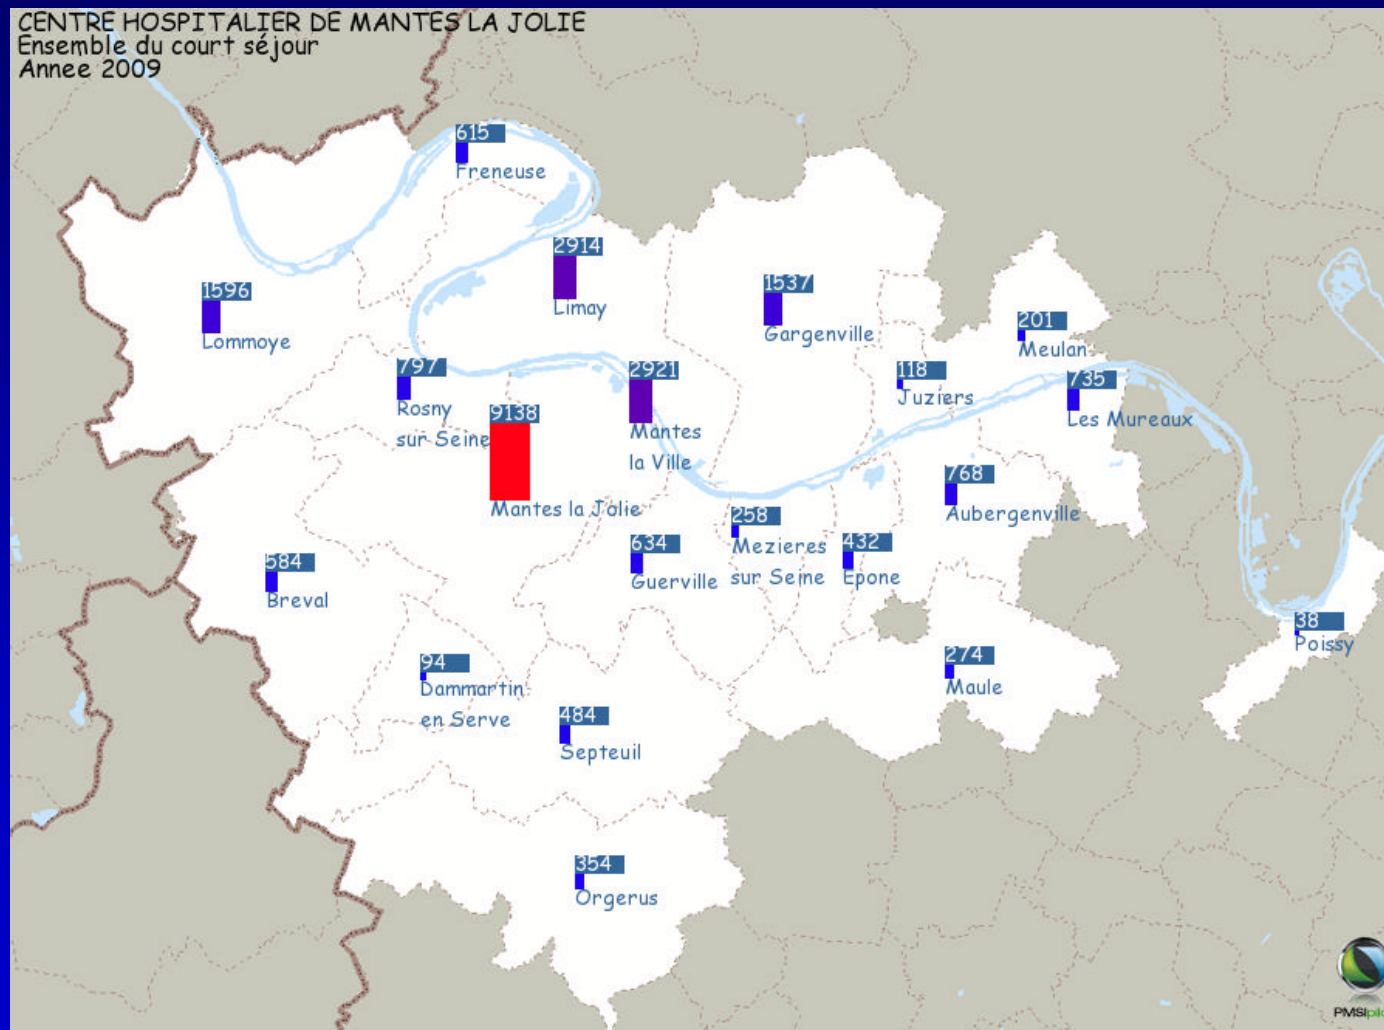 CENTRE HOSPITALIER DE MANTES LA JOLIE
Ensemble du court séjour
Annee 2009
615
Freneuse
2914
Limay
1596
Lommoye
1537
Gargenville
201
Meulan
797
Rosny
sur Seine
2921
Mantes
la Ville
118
Juziers
735
Les Mureaux
9138
Mantes la Jolie
768
Aubergenville
258
Mezieres
sur Seine
432
Epone
634
Guerville
584
Breval
38
Poissy
94
Dammartin
en Serve
274
Maule
484
Septeuil
354
Orgerus